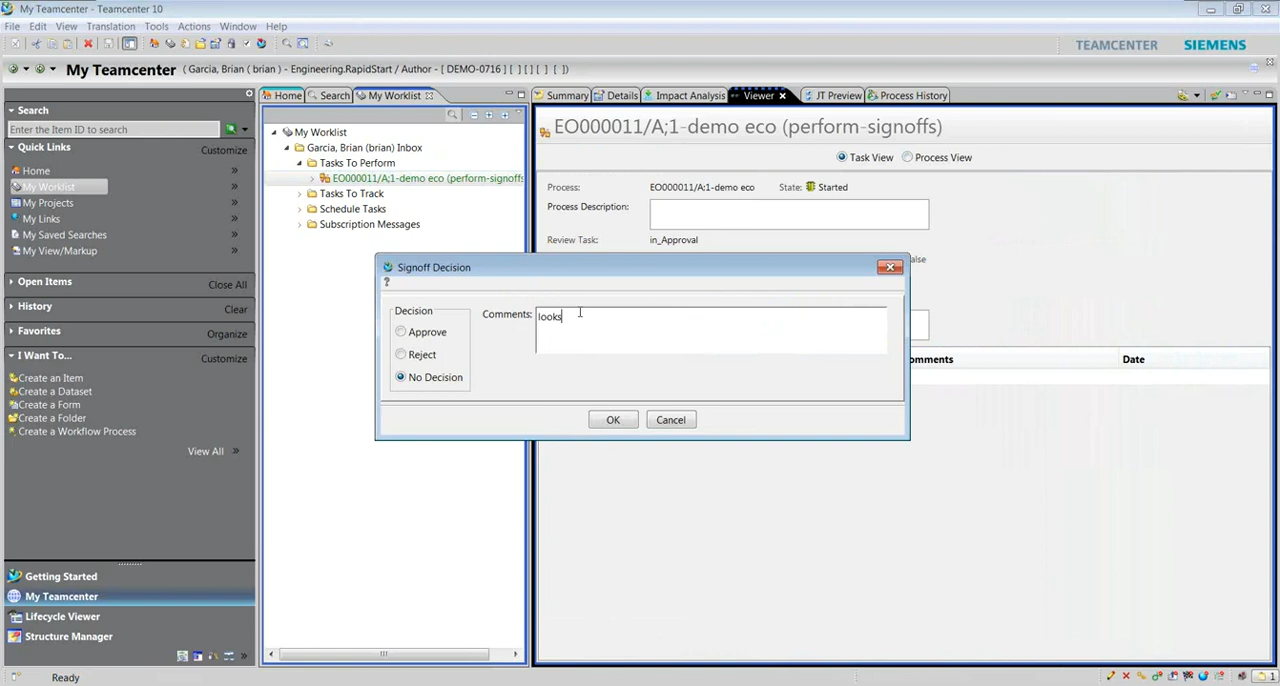 My Teamcenter - Teamcenter 10
File Edit View Translation Tools Actions Window Help
TEAMCENTER SIEMENS
My Teamcenter ( Garcia, Brian ( brian ) - Engineering.RapidStart / Author - [ DEMO-0716 ] [ ] [ ] [ ] [ ] )
Search
Enter the Item ID to search
Quick Links Customize
Home
My Worklist
My Projects
My Links
My Saved Searches
My View/Markup
Open Items Close All
History Clear
Favorites Organize
I Want To... Customize
Create an Item
Create a Dataset
Create a Form
Create a Folder
Create a Workflow Process
View All
Getting Started
My Teamcenter
Lifecycle Viewer
Structure Manager
Home Search My Worklist
My Worklist
Garcia, Brian (brian) Inbox
Tasks To Perform
EO000011/A;1-demo eco (perform-signoffs
Tasks To Track
Schedule Tasks
Subscription Messages
Summary Details Impact Analysis Viewer JT Preview Process History
EO000011/A;1-demo eco (perform-signoffs)
Task View Process View
Process: EO000011/A;1-demo eco State: Started
Process Description:
Review Task: in_Approval
alse
omments Date
Signoff Decision
?
Decision
Approve
Reject
No Decision
Comments: looks
OK Cancel
Ready 1